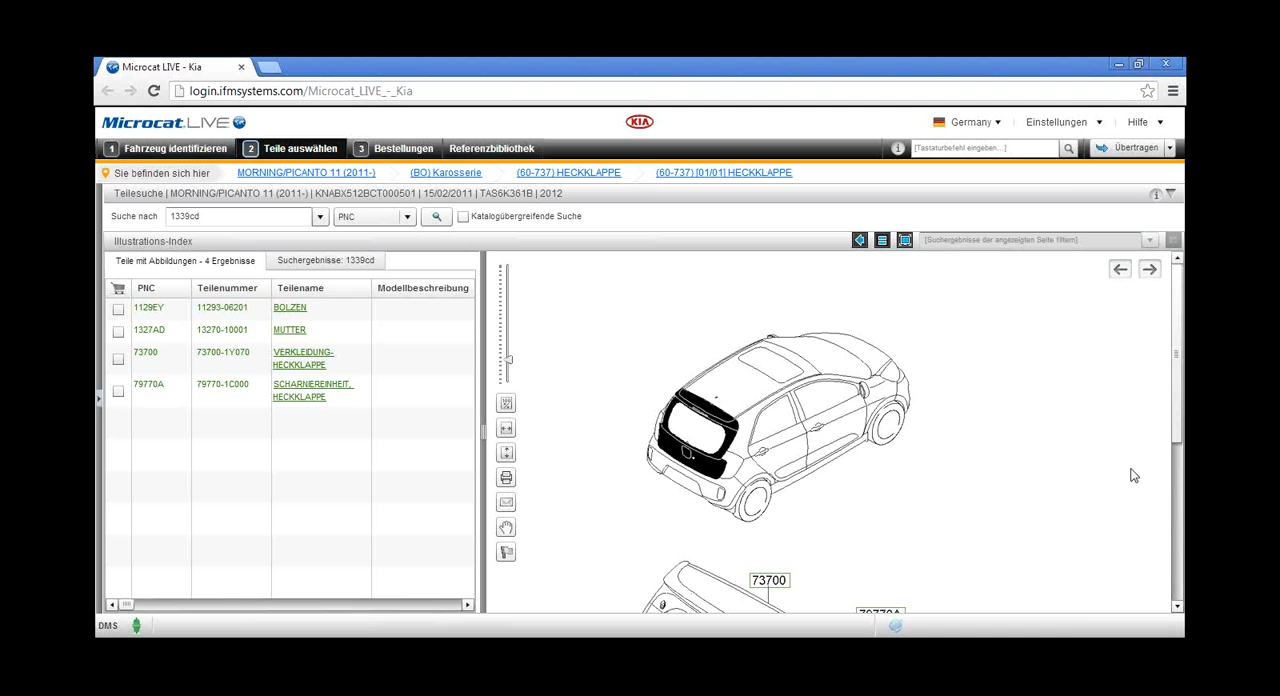 Microcat LIVE - Kia
login.ifmsystems.com/Microcat_LIVE_-_Kia
Microcat.LIVE
KIA
Germany
Einstellungen
Hilfe
1 Fahrzeug identifizieren
2 Teile auswählen
3 Bestellungen
Referenzbibliothek
[Tastaturbefehl eingeben...]
Übertragen
Sie befinden sich hier
MORNING/PICANTO 11 (2011-)
(BO) Karosserie
(60-737) HECKKLAPPE
(60-737) [01/01] HECKKLAPPE
Teilesuche | MORNING/PICANTO 11 (2011-) | KNABX512BCT000501 | 15/02/2011 | TAS6K361B | 2012
Suche nach
1339cd
PNC
Katalogübergreifende Suche
Illustrations-Index
[Suchergebnisse der angezeigten Seite filtern]
Teile mit Abbildungen - 4 Ergebnisse
Suchergebnisse: 1339cd
PNC Teilenummer Teilename Modellbeschreibung
1129EY 11293-06201 BOLZEN
1327AD 13270-10001 MUTTER
73700 73700-1Y070 VERKLEIDUNG-
HECKKLAPPE
79770A 79770-1C000 SCHARNIEREINHEIT,
HECKKLAPPE
73700
79770A
DMS